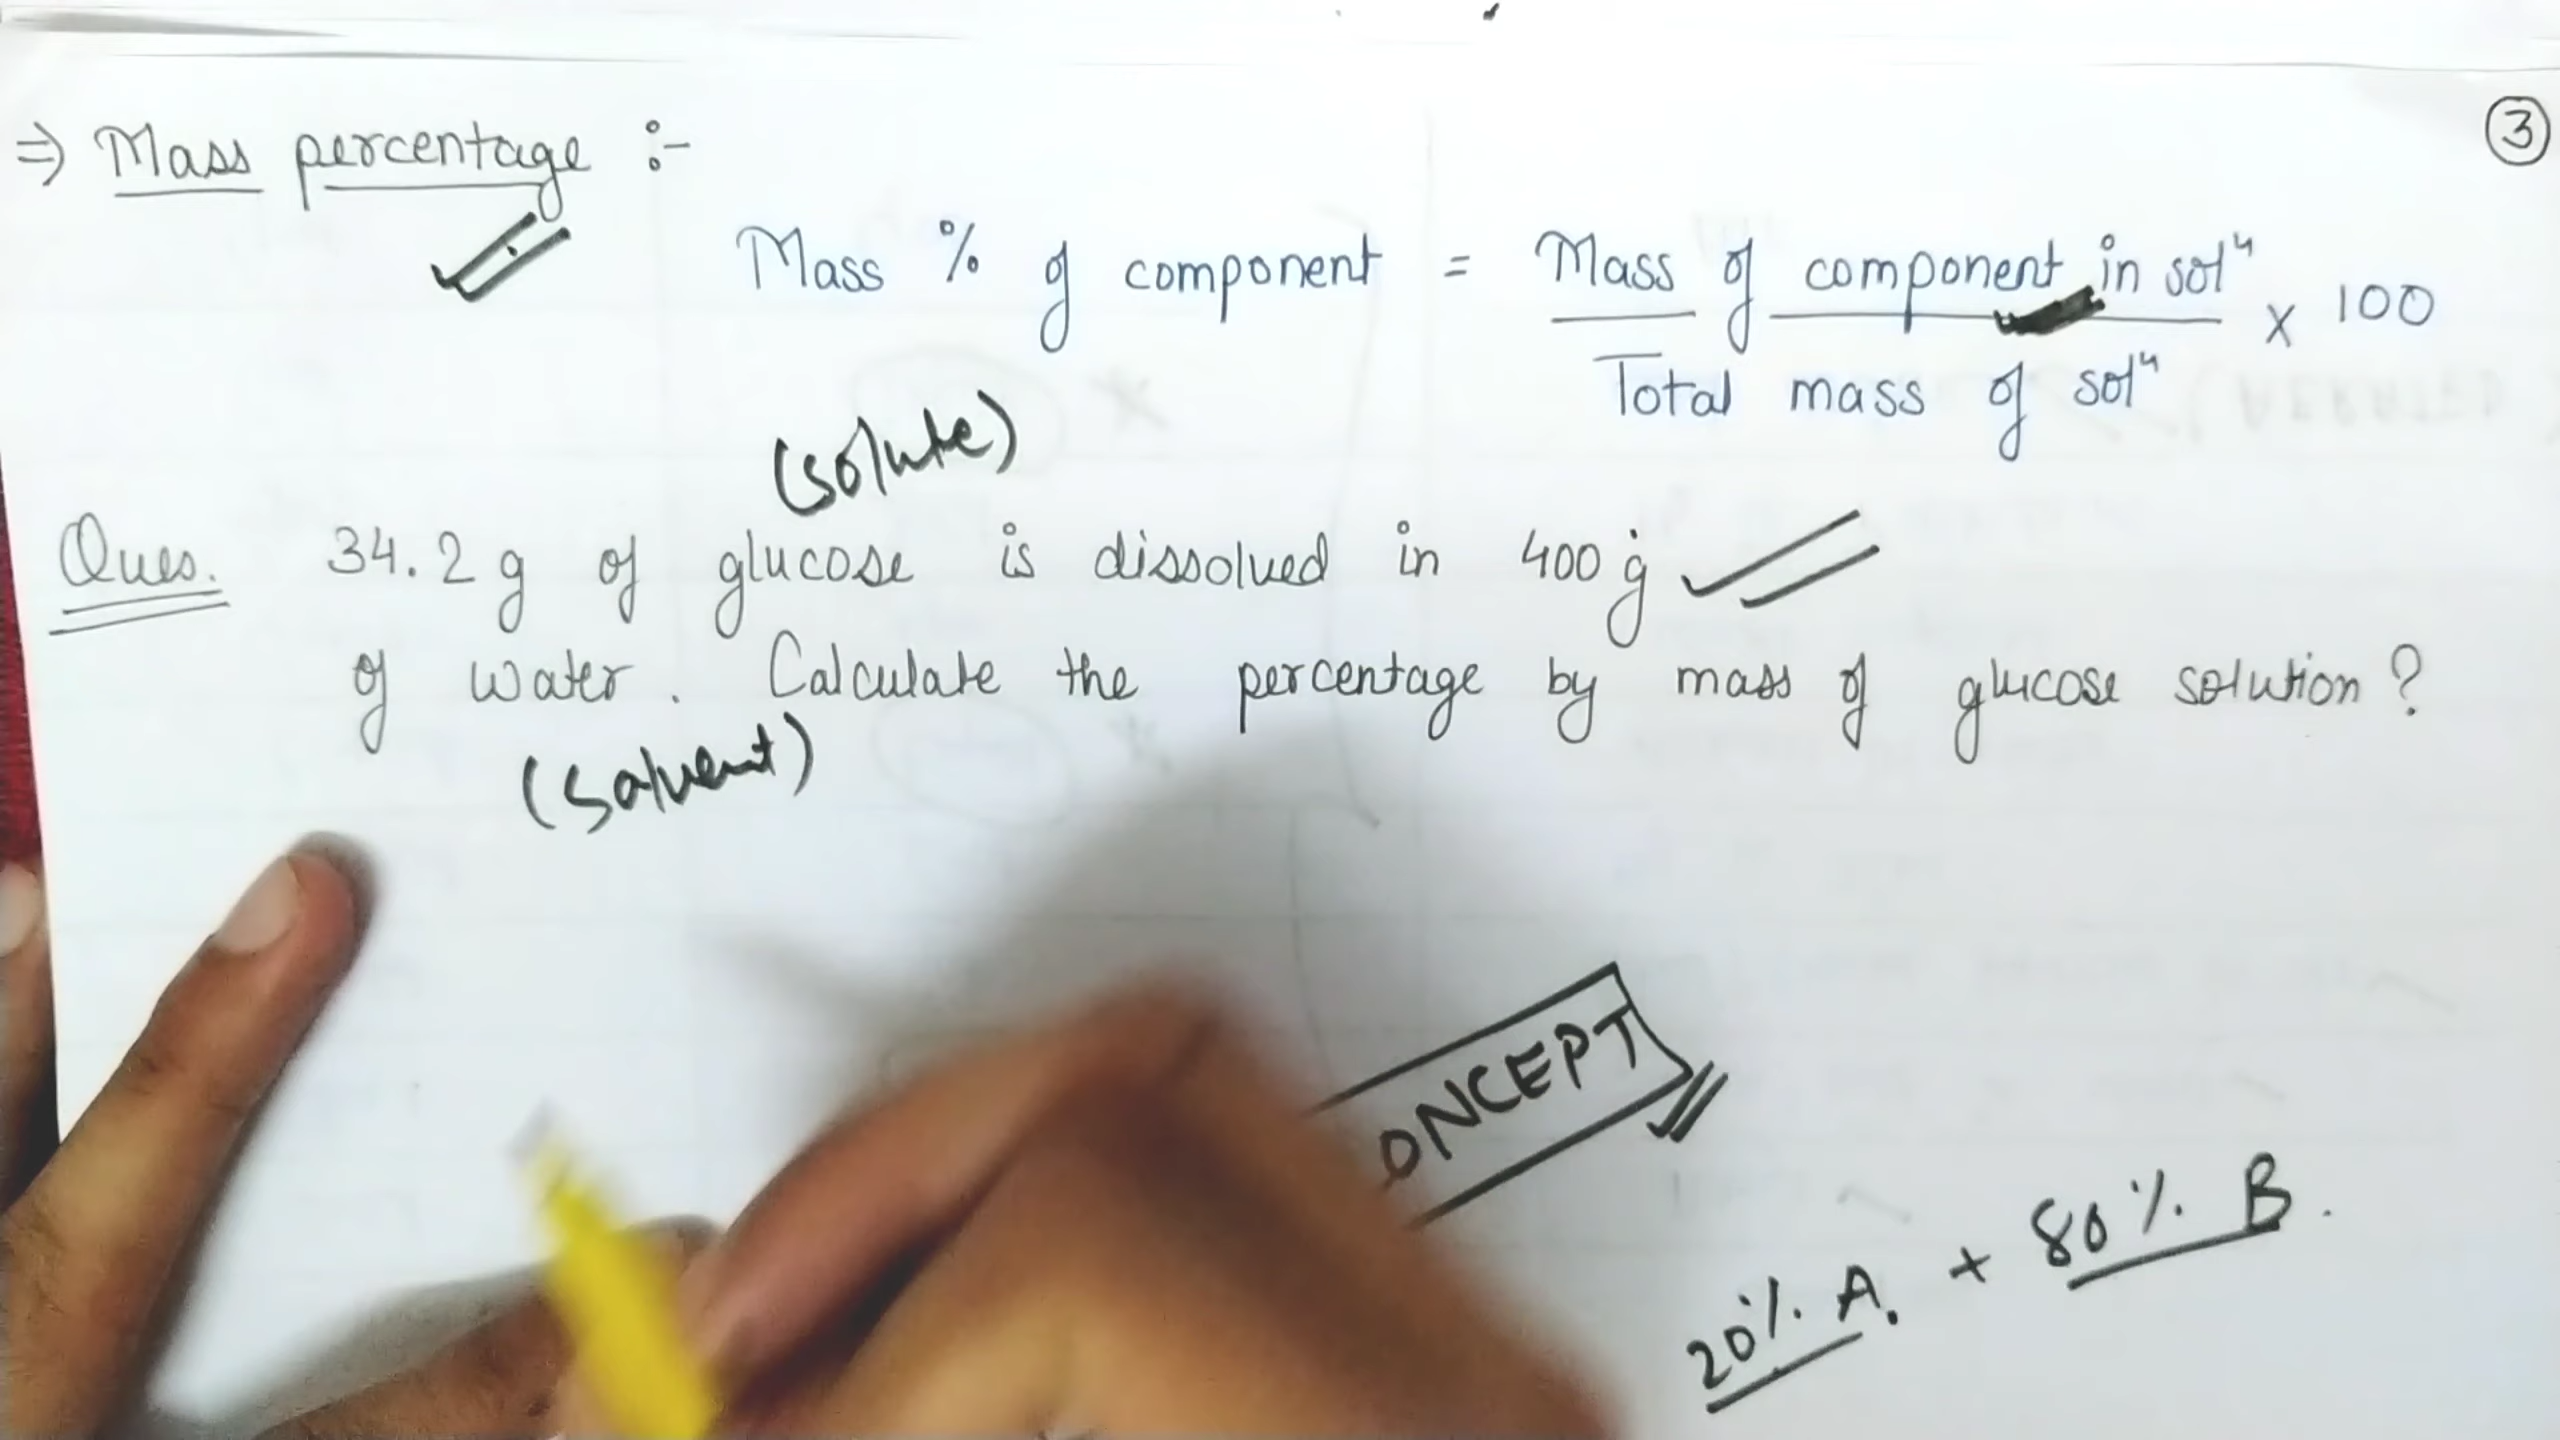 ⇒ Mass percentage :-
③
Mass % of component = Mass of component in solⁿ × 100
Total mass of solⁿ
(solute)
Ques. 34.2 g of glucose is dissolved in 400 g
of water. Calculate the percentage by mass of glucose solution?
(solvent)
ONCEPT
20% A. + 80% B.